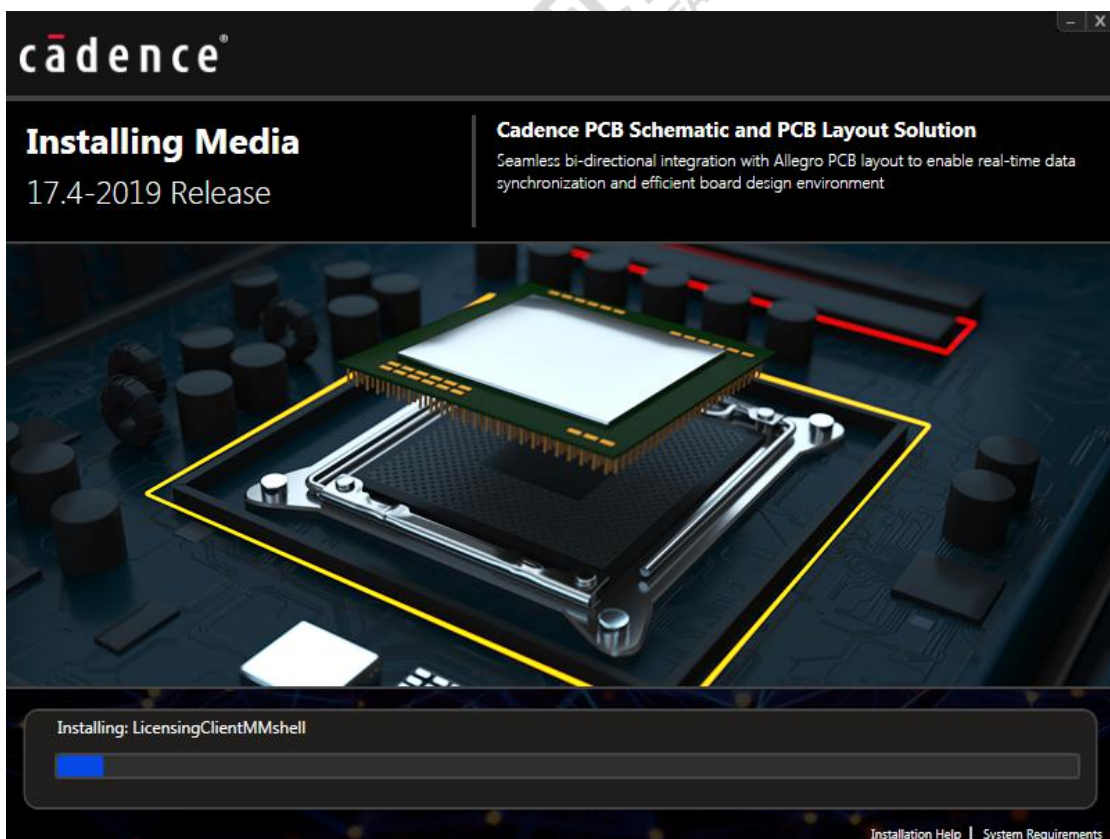 cādence®
Installing Media
17.4-2019 Release
Cadence PCB Schematic and PCB Layout Solution
Seamless bi-directional integration with Allegro PCB layout to enable real-time data
synchronization and efficient board design environment
Installing: LicensingClientMMshell
Installation Help | System Requirements